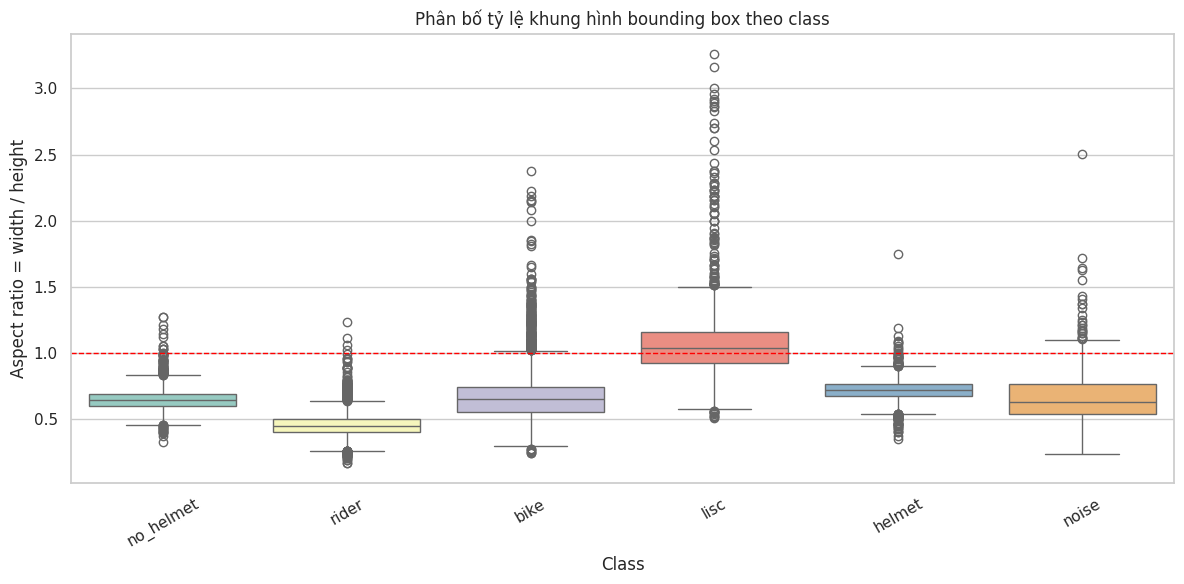 Phân bố tỷ lệ khung hình bounding box theo class
Aspect ratio = width / height
3.0
2.5
2.0
1.5
1.0
0.5
no_helmet
rider
bike
lisc
helmet
noise
Class